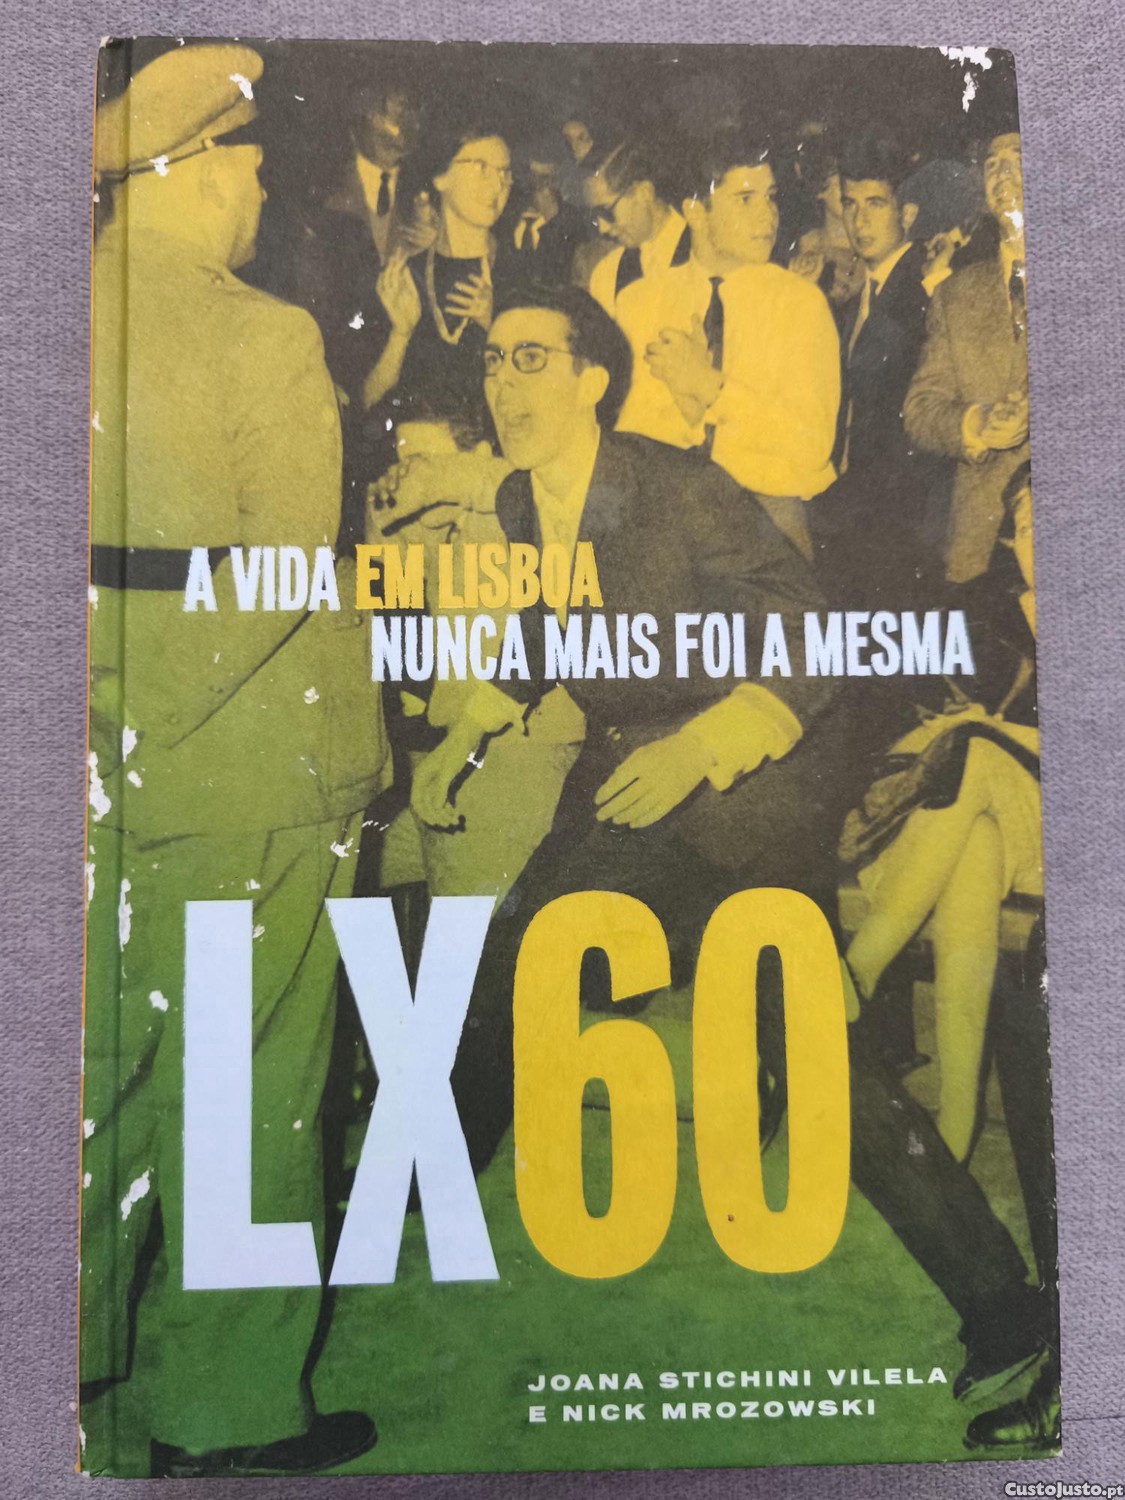 A VIDA EM LISBOA
NUNCA MAIS FOI A MESMA
LX60
JOANA STICHINI VILELA
E NICK MROZOWSKI
CustoJusto.pt